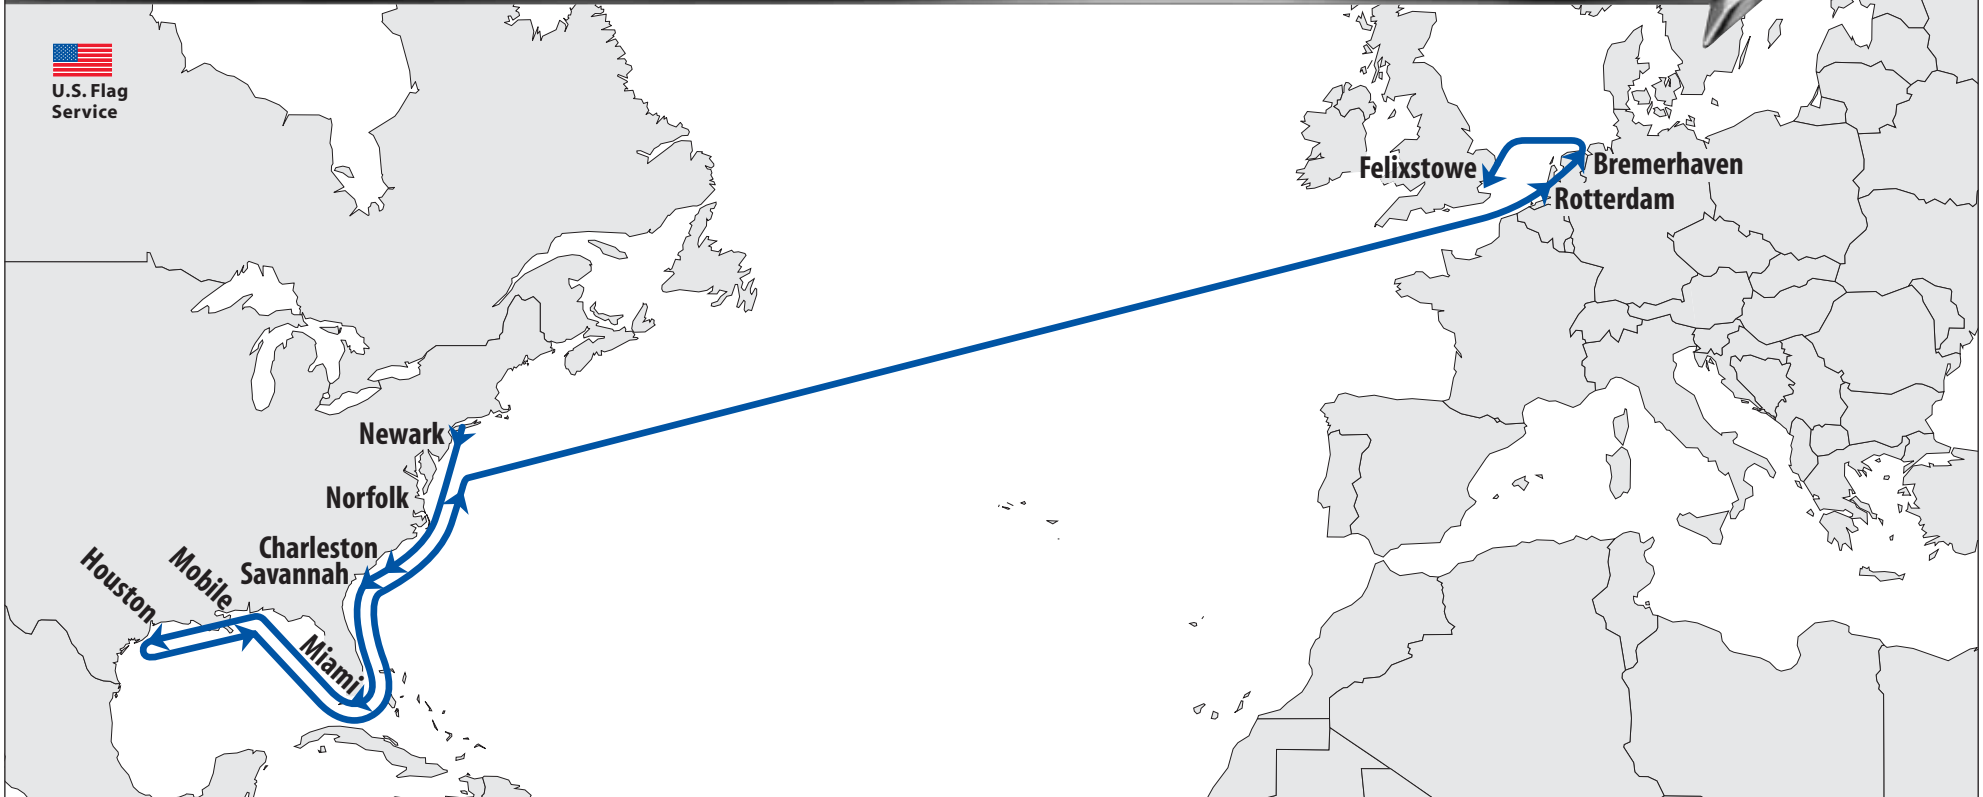 U.S. Flag
Service
Felixstowe
Bremerhaven
Rotterdam
Newark
Norfolk
Charleston
Savannah
Mobile
Houston
Miami